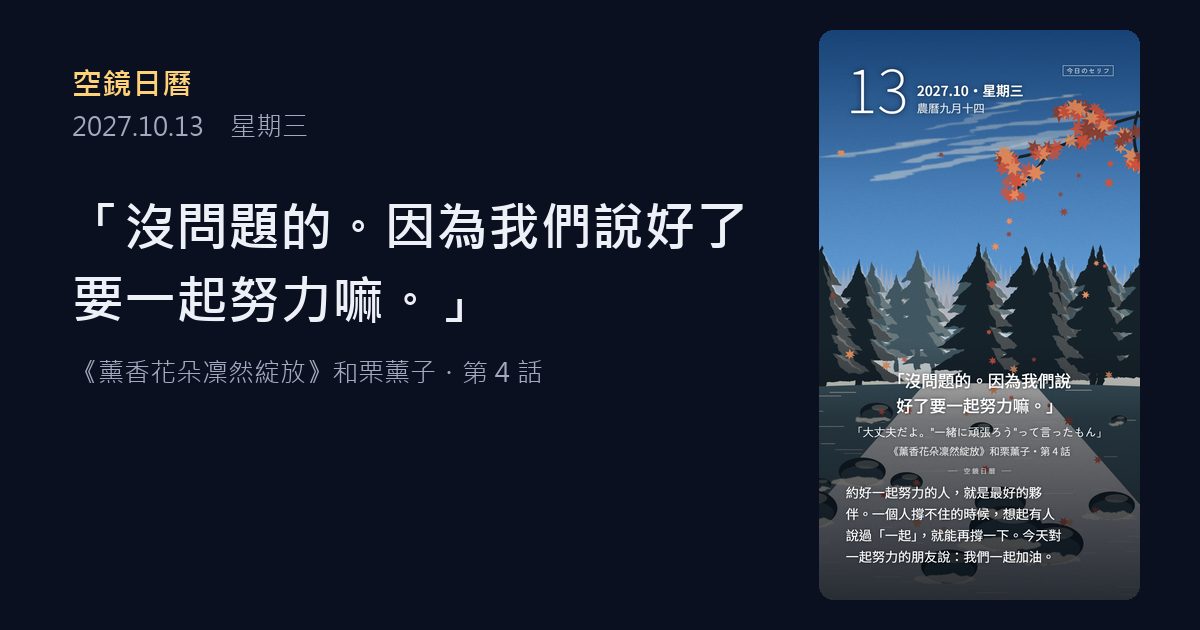 空鏡日曆
2027.10.13 星期三
「沒問題的。因為我們說好了
要一起努力嘛。」
《薰香花朵凜然綻放》和栗薰子・第 4 話
今日のセリフ
13
2027.10・星期三
農曆九月十四
「沒問題的。因為我們說
好了要一起努力嘛。」
「大丈夫だよ。"一緒に頑張ろう"って言ったもん」
《薰香花朵凜然綻放》和栗薰子・第 4 話
— 空鏡日曆 —
約好一起努力的人，就是最好的夥
伴。一個人撐不住的時候，想起有人
說過「一起」，就能再撐一下。今天對
一起努力的朋友說：我們一起加油。